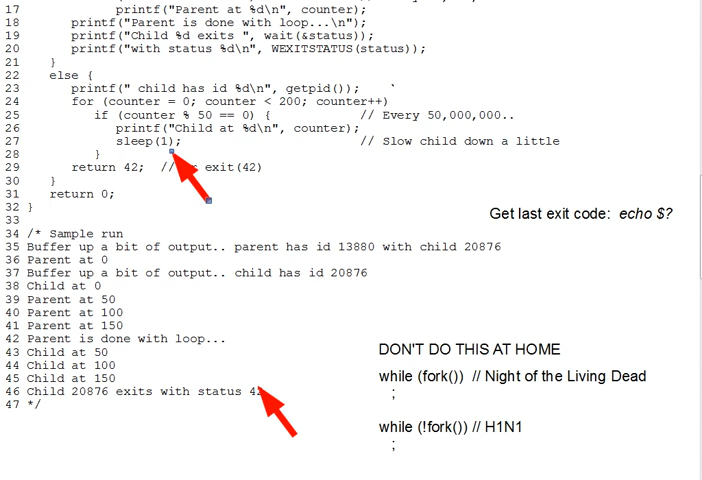 17 printf("Parent at %d\n", counter);
18 printf("Parent is done with loop...\n");
19 printf("Child %d exits ", wait(&status));
20 printf("with status %d\n", WEXITSTATUS(status));
21 }
22 else {
23 printf(" child has id %d\n", getpid()); `
24 for (counter = 0; counter < 200; counter++)
25 if (counter % 50 == 0) { // Every 50,000,000..
26 printf("Child at %d\n", counter);
27 sleep(1); // Slow child down a little
28 }
29 return 42; // exit(42)
30 }
31 return 0;
32 }
33
Get last exit code: echo $?
34 /* Sample run
35 Buffer up a bit of output.. parent has id 13880 with child 20876
36 Parent at 0
37 Buffer up a bit of output.. child has id 20876
38 Child at 0
39 Parent at 50
40 Parent at 100
41 Parent at 150
42 Parent is done with loop...
43 Child at 50
44 Child at 100
45 Child at 150
46 Child 20876 exits with status
47 */
DON'T DO THIS AT HOME
while (fork()) // Night of the Living Dead
;
while (!fork()) // H1N1
;